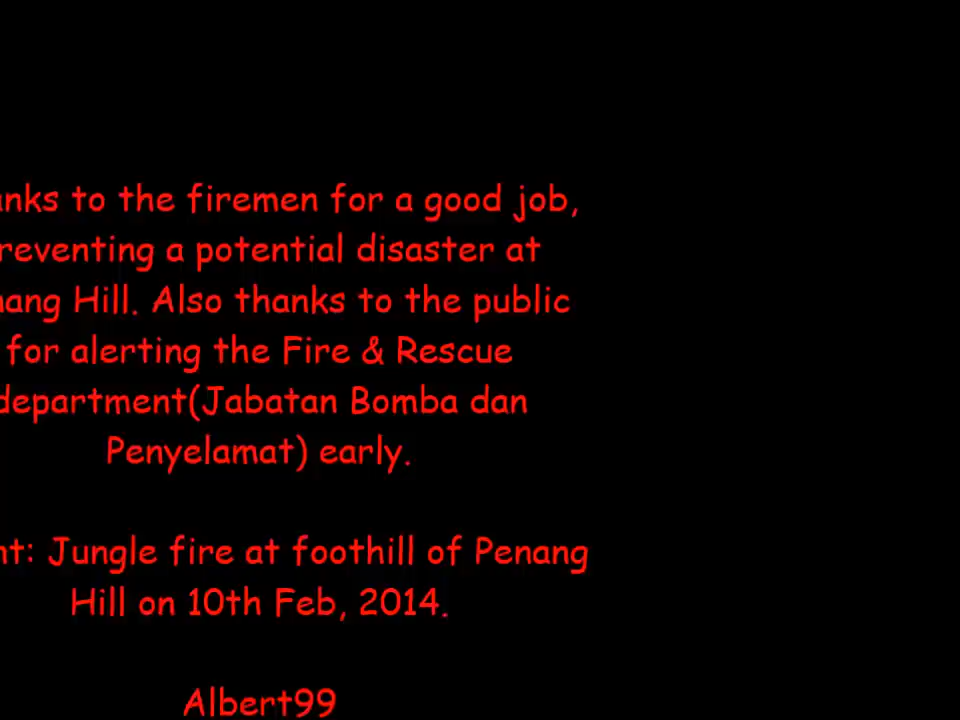 anks to the firemen for a good job,
reventing a potential disaster at
nang Hill. Also thanks to the public
for alerting the Fire & Rescue
department(Jabatan Bomba dan
Penyelamat) early.
nt: Jungle fire at foothill of Penang
Hill on 10th Feb, 2014.
Albert99